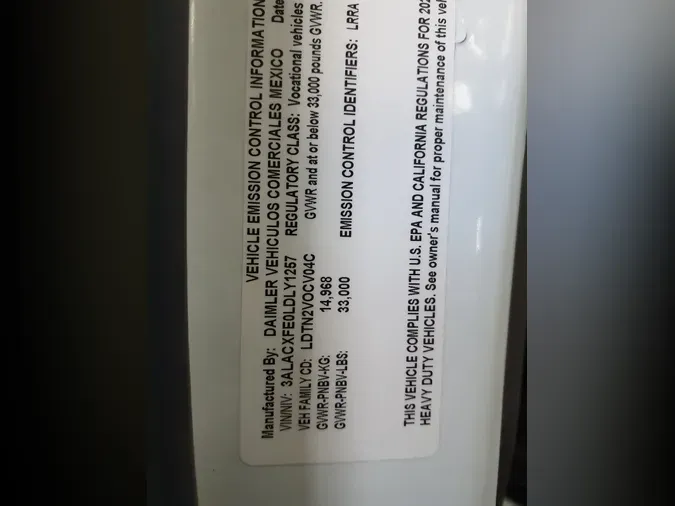 VEHICLE EMISSION CONTROL INFORMATION
Manufactured By: DAIMLER VEHICULOS COMERCIALES MEXICO Date
VIN/NIV: 3ALACXFE0LDLY1257 REGULATORY CLASS: Vocational vehicles
VEH FAMILY CD: LDTN2VOCV04C GVWR and at or below 33,000 pounds GVWR.
GVWR-PNBV-KG: 14,968
GVWR-PNBV-LBS: 33,000 EMISSION CONTROL IDENTIFIERS: LRRA
THIS VEHICLE COMPLIES WITH U.S. EPA AND CALIFORNIA REGULATIONS FOR 202
HEAVY DUTY VEHICLES. See owner's manual for proper maintenance of this veh